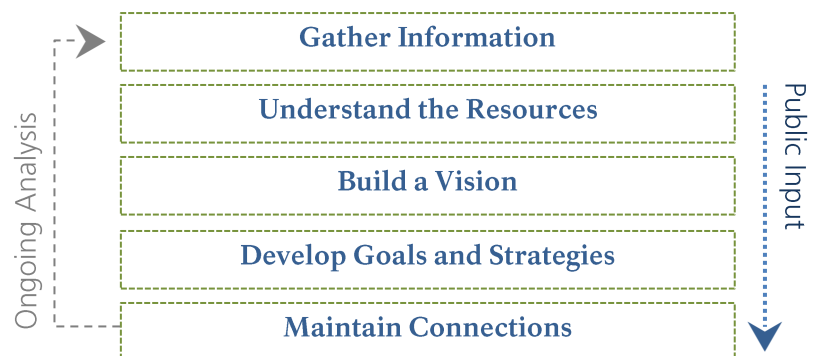 Gather Information
Understand the Resources
Build a Vision
Develop Goals and Strategies
Maintain Connections
Ongoing Analysis
Public Input